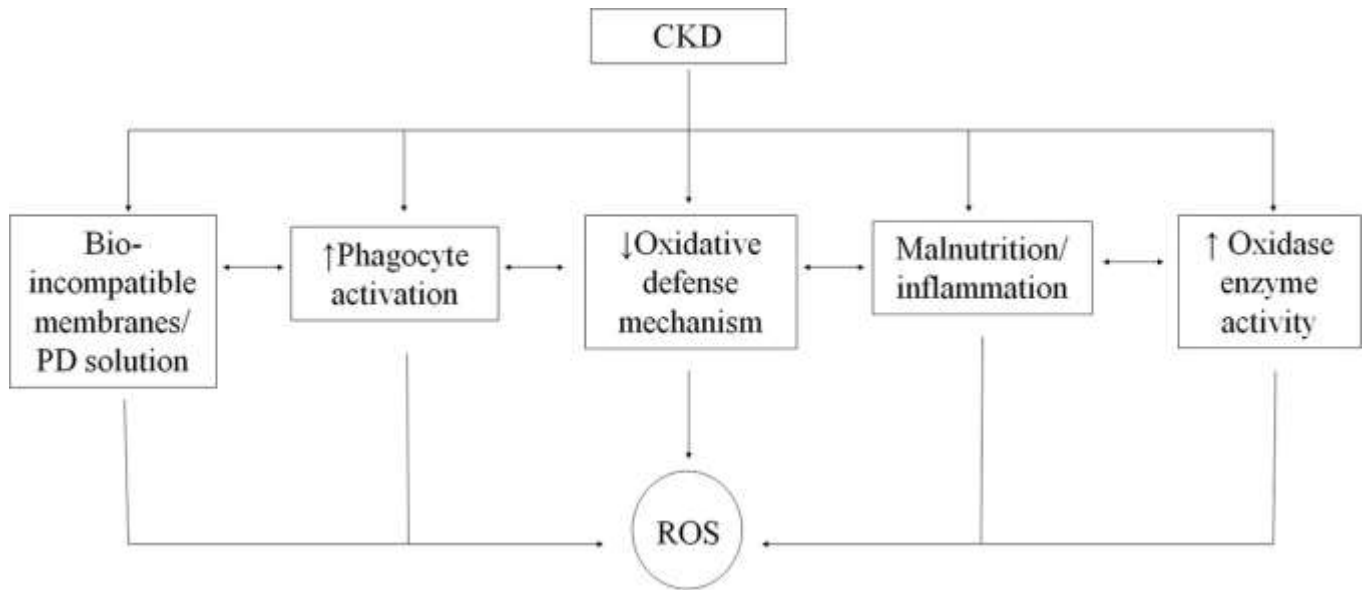 CKD
Bio-
incompatible
membranes/
PD solution
↑Phagocyte
activation
↓Oxidative
defense
mechanism
Malnutrition/
inflammation
↑ Oxidase
enzyme
activity
ROS